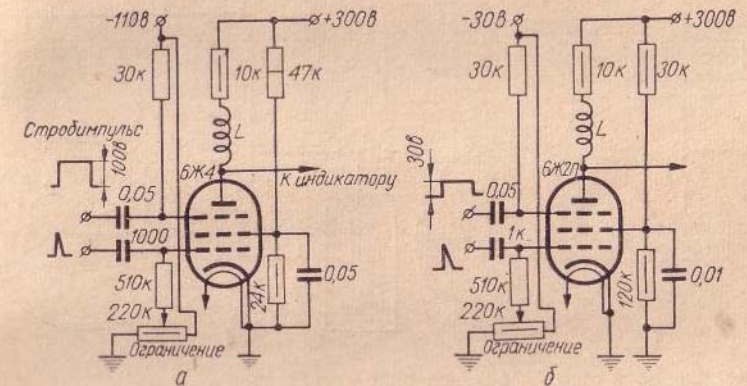 -110в
+300в
30к
10к
47к
Стробимпульс
100в
L
6Ж4
К индикатору
0,05
1000
510к
24к
0,05
220к
Ограничение
а
-30в
+300в
30к
10к
30к
30в
L
6Ж2П
0,05
1к
510к
120к
0,01
220к
Ограничение
б